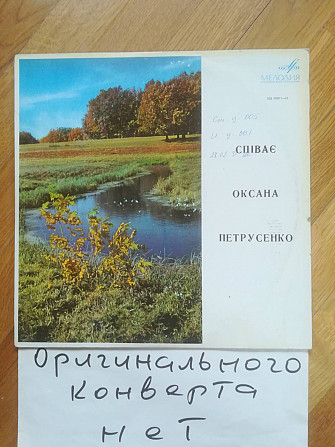 МЕЛОДИЯ
СПІВАЄ
ОКСАНА
ПЕТРУСЕНКО
Оригинального
конверта
нет